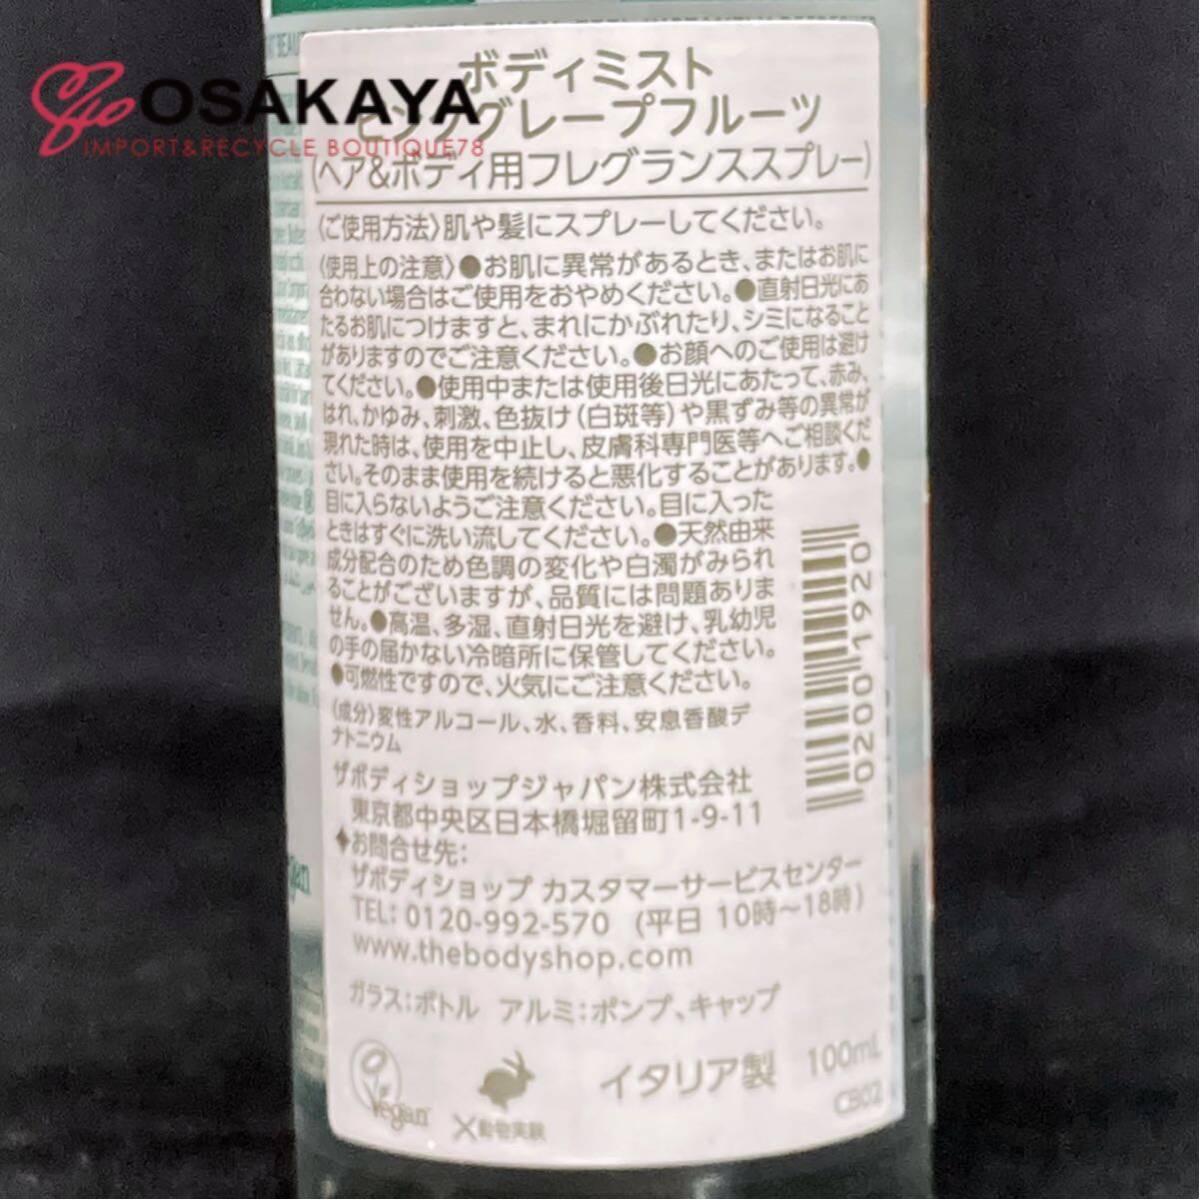 OSAKAYA
IMPORT&RECYCLE BOUTIQUE78
ボディミスト
ピンクグレープフルーツ
(ヘア&ボディ用フレグランススプレー)
〈ご使用方法〉肌や髪にスプレーしてください。
〈使用上の注意〉●お肌に異常があるとき、またはお肌に
合わない場合はご使用をおやめください。●直射日光にあ
たるお肌につけますと、まれにかぶれたり、シミになること
がありますのでご注意ください。●お顔へのご使用は避け
てください。●使用中または使用後日光にあたって、赤み、
はれ、かゆみ、刺激、色抜け(白斑等)や黒ずみ等の異常が
現れた時は、使用を中止し、皮膚科専門医等へご相談くだ
さい。そのまま使用を続けると悪化することがあります。●
目に入らないようご注意ください。目に入った
ときはすぐに洗い流してください。●天然由来
成分配合のため色調の変化や白濁がみられ
ることがございますが、品質には問題ありま
せん。●高温、多湿、直射日光を避け、乳幼児
の手の届かない冷暗所に保管してください。
●可燃性ですので、火気にご注意ください。
〈成分〉変性アルコール、水、香料、安息香酸デ
ナトニウム
ザボディショップジャパン株式会社
東京都中央区日本橋堀留町1-9-11
◆お問合せ先:
ザボディショップ カスタマーサービスセンター
TEL: 0120-992-570 (平日 10時~18時)
www.thebodyshop.com
ガラス:ボトル アルミ:ポンプ、キャップ
Vegan
×動物実験
イタリア製 100mL
CB02
02001920